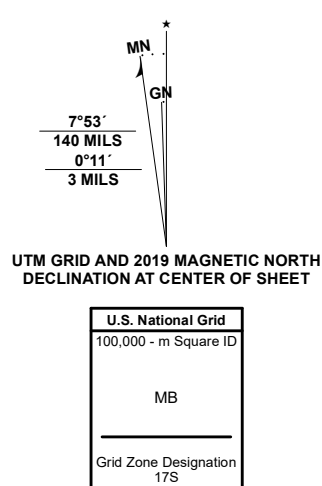 ★
MN
GN
7°53´
140 MILS
0°11´
3 MILS
UTM GRID AND 2019 MAGNETIC NORTH
DECLINATION AT CENTER OF SHEET
U.S. National Grid
100,000 - m Square ID
MB
Grid Zone Designation
17S